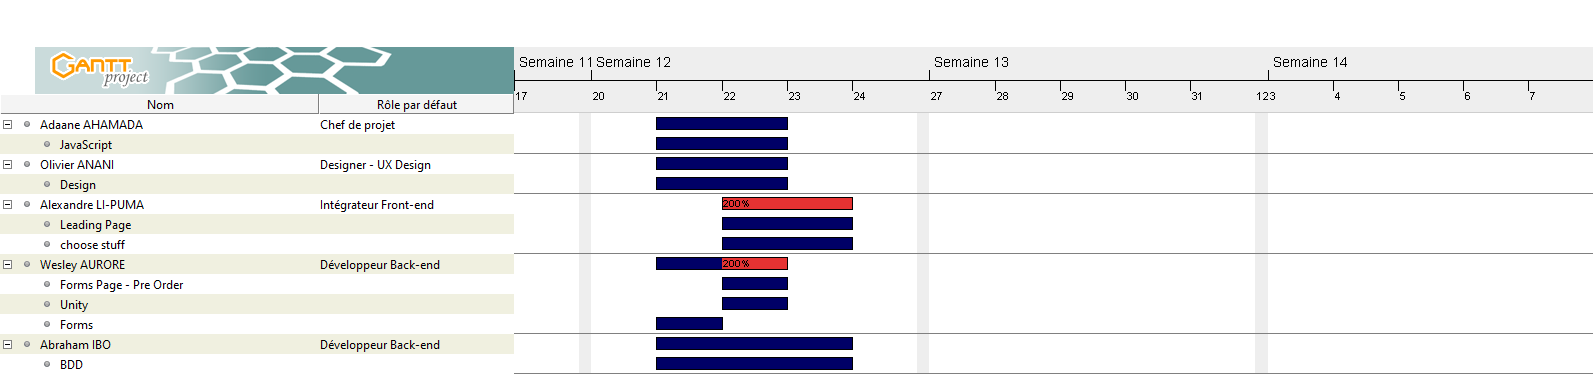 GANTT
project
Semaine 11 Semaine 12 Semaine 13 Semaine 14
17 20 21 22 23 24 27 28 29 30 31 123 4 5 6 7
Nom Rôle par défaut
Adaane AHAMADA Chef de projet
JavaScript
Olivier ANANI Designer - UX Design
Design
Alexandre LI-PUMA Intégrateur Front-end 200%
Leading Page
choose stuff
Wesley AURORE Développeur Back-end 200%
Forms Page - Pre Order
Unity
Forms
Abraham IBO Développeur Back-end
BDD